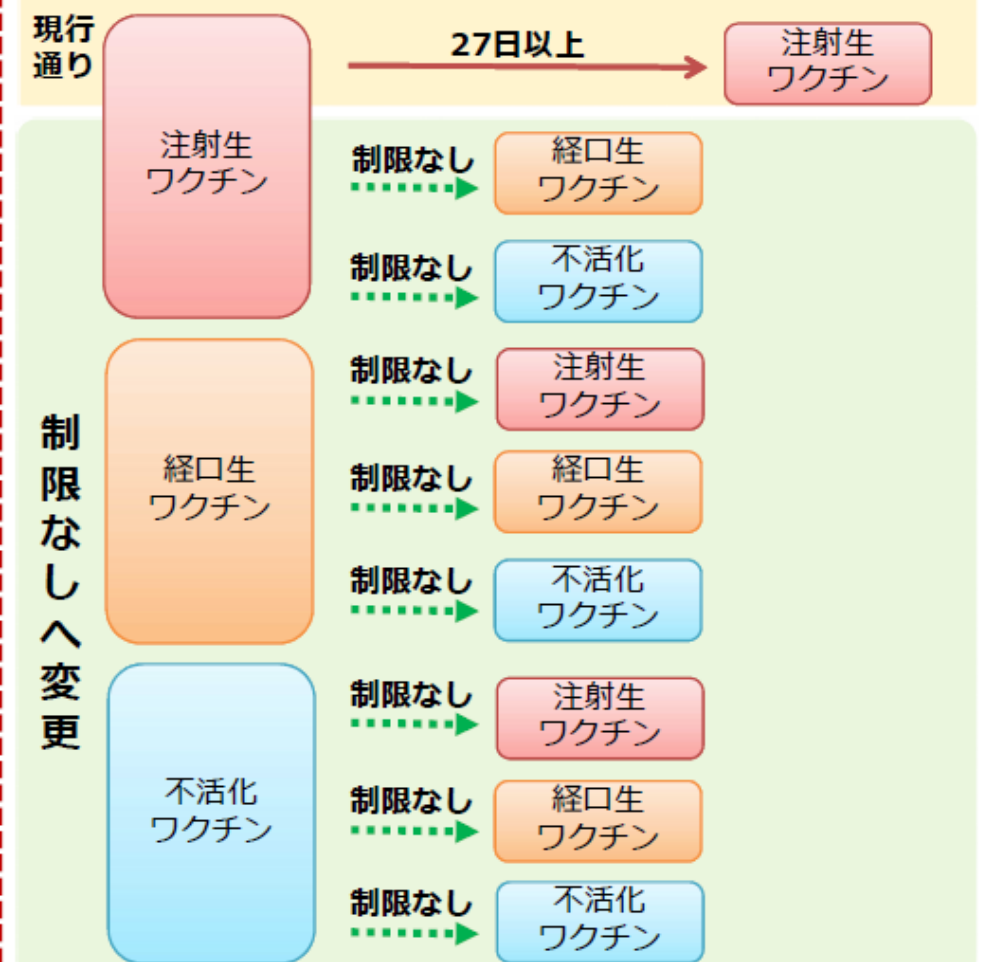 現行
通り
注射生
ワクチン
27日以上
注射生
ワクチン
制限なしへ変更
制限なし
経口生
ワクチン
制限なし
不活化
ワクチン
経口生
ワクチン
制限なし
注射生
ワクチン
制限なし
経口生
ワクチン
制限なし
不活化
ワクチン
不活化
ワクチン
制限なし
注射生
ワクチン
制限なし
経口生
ワクチン
制限なし
不活化
ワクチン